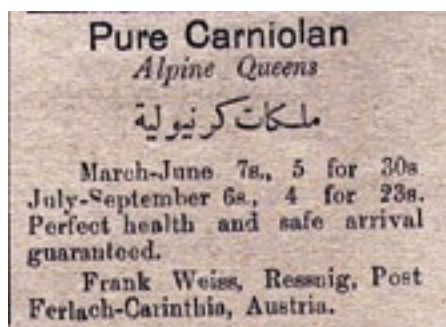 Pure Carniolan
Alpine Queens
ملكات كرنيولية
March-June 7s., 5 for 30s
July-September 6s., 4 for 23s.
Perfect health and safe arrival
guaranteed.
Frank Weiss, Ressnig, Post
Ferlach-Carinthia, Austria.